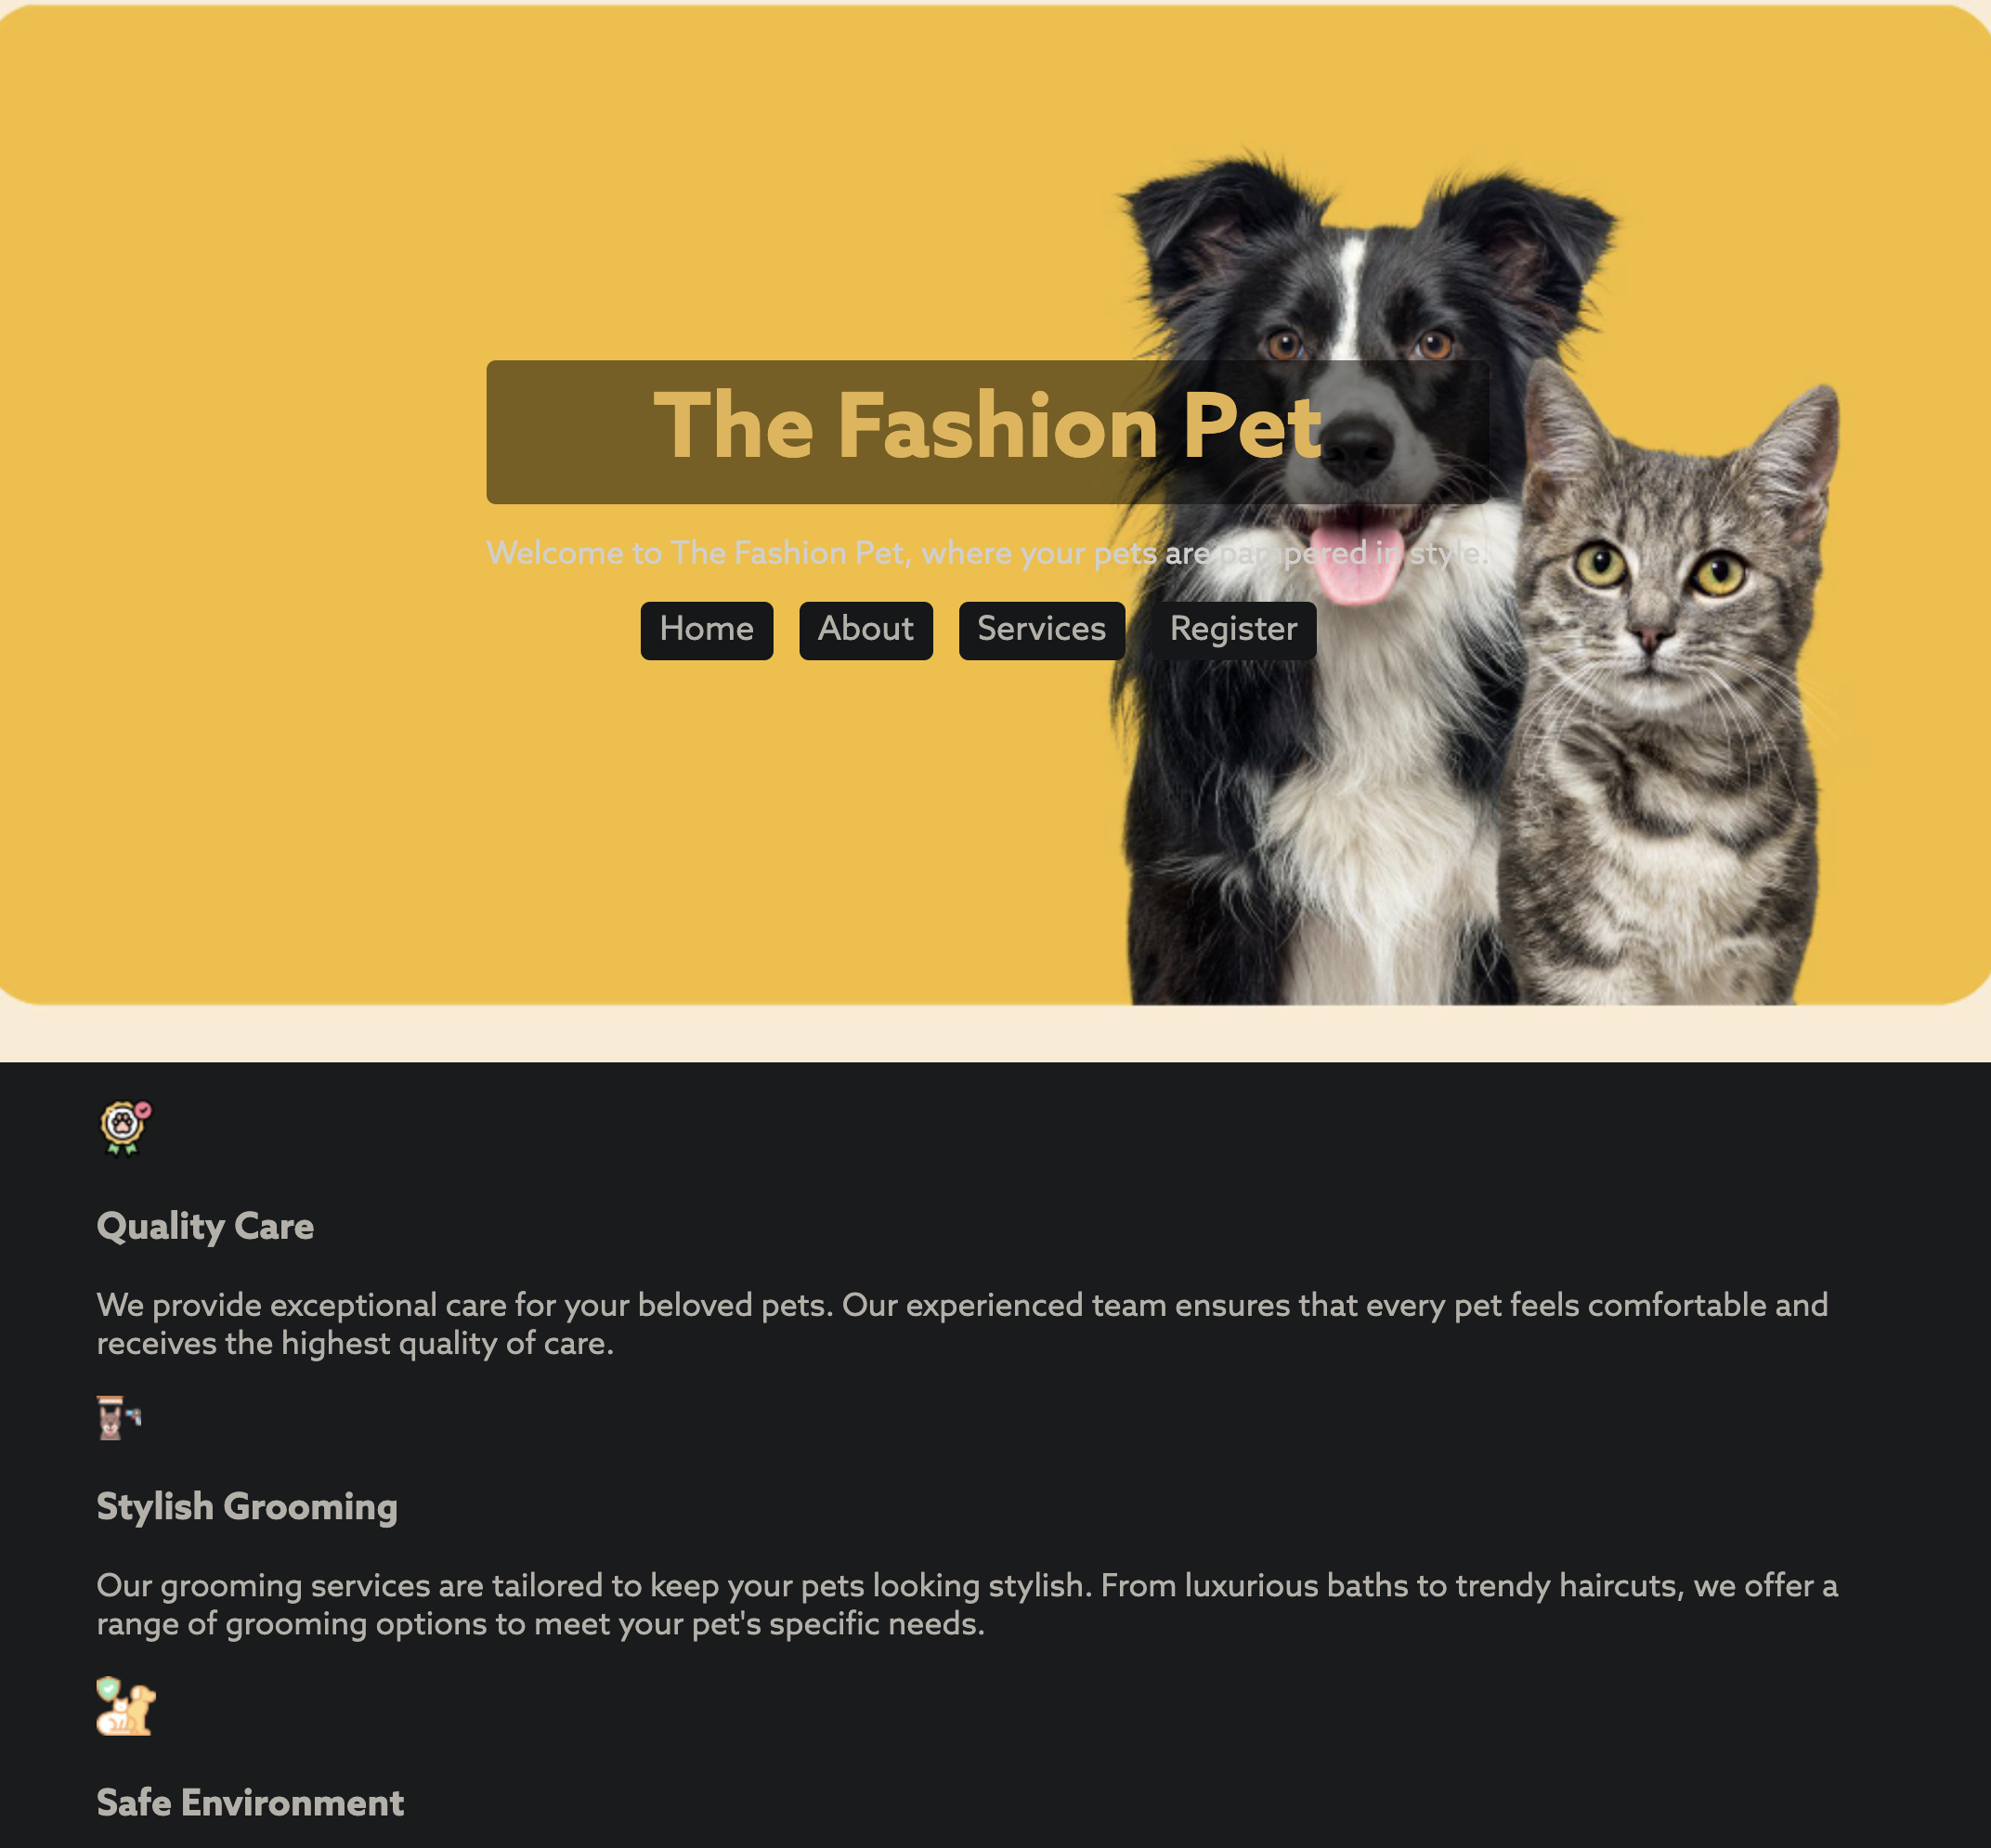 The Fashion Pet
Welcome to The Fashion Pet, where your pets are pampered in style.
Home About Services Register
Quality Care
We provide exceptional care for your beloved pets. Our experienced team ensures that every pet feels comfortable and
receives the highest quality of care.
Stylish Grooming
Our grooming services are tailored to keep your pets looking stylish. From luxurious baths to trendy haircuts, we offer a
range of grooming options to meet your pet's specific needs.
Safe Environment